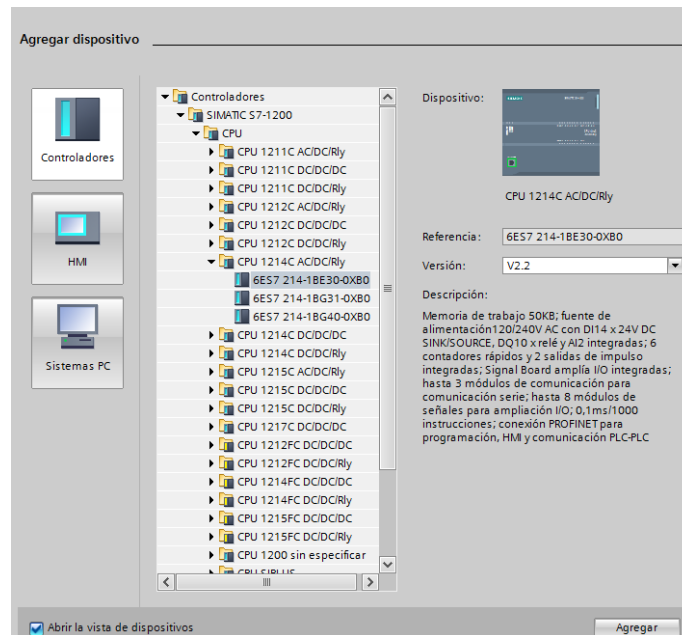 Agregar dispositivo
Controladores
HMI
Sistemas PC
Controladores
SIMATIC S7-1200
CPU
CPU 1211C AC/DC/Rly
CPU 1211C DC/DC/DC
CPU 1211C DC/DC/Rly
CPU 1212C AC/DC/Rly
CPU 1212C DC/DC/DC
CPU 1212C DC/DC/Rly
CPU 1214C AC/DC/Rly
6ES7 214-1BE30-0XB0
6ES7 214-1BG31-0XB0
6ES7 214-1BG40-0XB0
CPU 1214C DC/DC/DC
CPU 1214C DC/DC/Rly
CPU 1215C AC/DC/Rly
CPU 1215C DC/DC/DC
CPU 1215C DC/DC/Rly
CPU 1217C DC/DC/DC
CPU 1212FC DC/DC/DC
CPU 1212FC DC/DC/Rly
CPU 1214FC DC/DC/DC
CPU 1214FC DC/DC/Rly
CPU 1215FC DC/DC/DC
CPU 1215FC DC/DC/Rly
CPU 1200 sin especificar
CPU SIPLUS
Dispositivo:
CPU 1214C AC/DC/Rly
Referencia: 6ES7 214-1BE30-0XB0
Versión: V2.2
Descripción:
Memoria de trabajo 50KB; fuente de
alimentación120/240V AC con DI14 x 24V DC
SINK/SOURCE, DQ10 x relé y AI2 integradas; 6
contadores rápidos y 2 salidas de impulso
integradas; Signal Board amplía I/O integradas;
hasta 3 módulos de comunicación para
comunicación serie; hasta 8 módulos de
señales para ampliación I/O; 0,1ms/1000
instrucciones; conexión PROFINET para
programación, HMI y comunicación PLC-PLC
Abrir la vista de dispositivos
Agregar